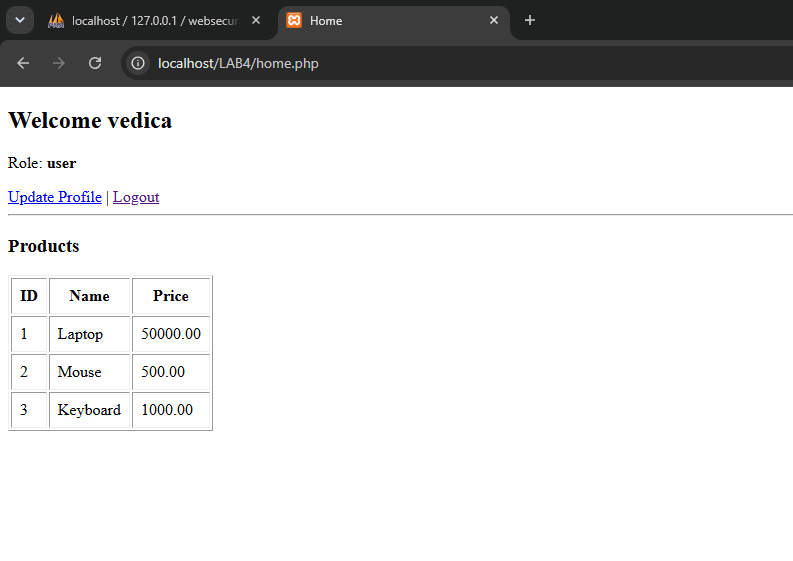 localhost / 127.0.0.1 / websecur
Home
localhost/LAB4/home.php
Welcome vedica
Role: user
Update Profile | Logout
Products
ID Name Price
1 Laptop 50000.00
2 Mouse 500.00
3 Keyboard 1000.00